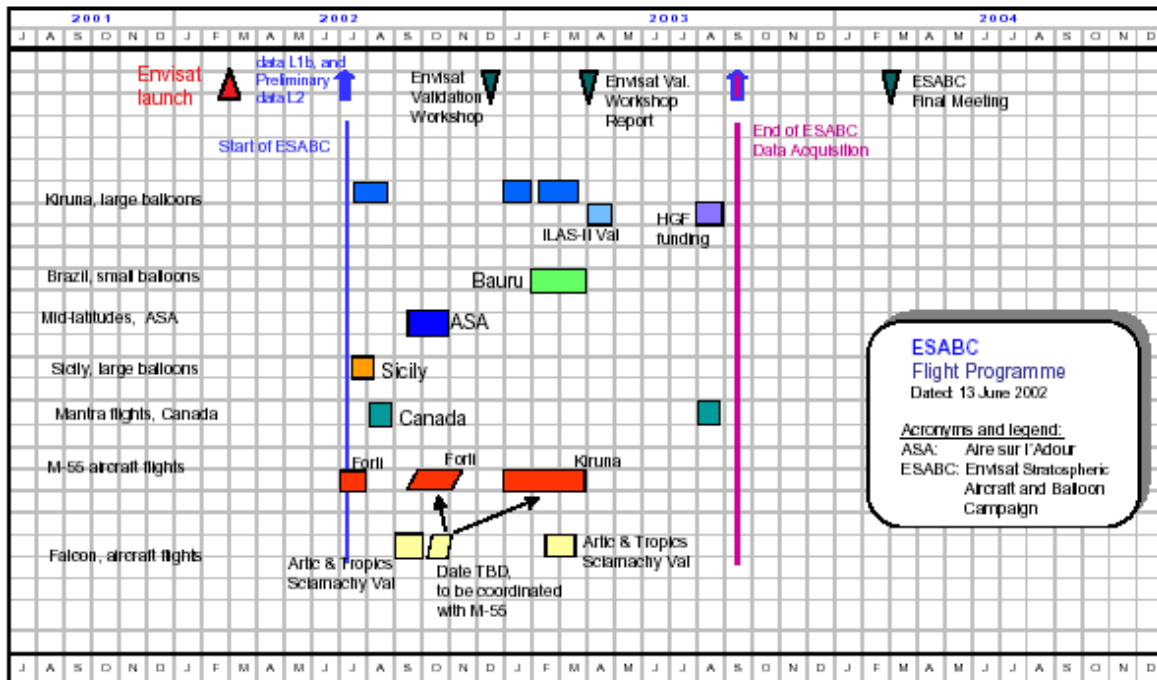 2001 2002 2003 2004
J A S O N D J F M A M J J A S O N D J F M A M J J A S O N D J F M A M J J A S O N D
Envisat
launch
data L1b, and
Preliminary
data L2
Envisat
Validation
Workshop
Envisat Val.
Workshop
Report
ESABC
Final Meeting
Start of ESABC
End of ESABC
Data Acquisition
Kiruna, large balloons
ILAS-II Val
HGF
funding
Brazil, small balloons
Bauru
Mid-latitudes, ASA
ASA
Sicily, large balloons
Sicily
Mantra flights, Canada
Canada
M-55 aircraft flights
Forli
Forli
Kiruna
Falcon, aircraft flights
Artic & Tropics
Sciamachy Val
Date TBD,
to be coordinated
with M-55
Artic & Tropics
Sciamachy Val
ESABC
Flight Programme
Dated: 13 June 2002
Acronyms and legend:
ASA: Aire sur l'Adour
ESABC: Envisat Stratospheric
Aircraft and Balloon
Campaign
J A S O N D J F M A M J J A S O N D J F M A M J J A S O N D J F M A M J J A S O N D